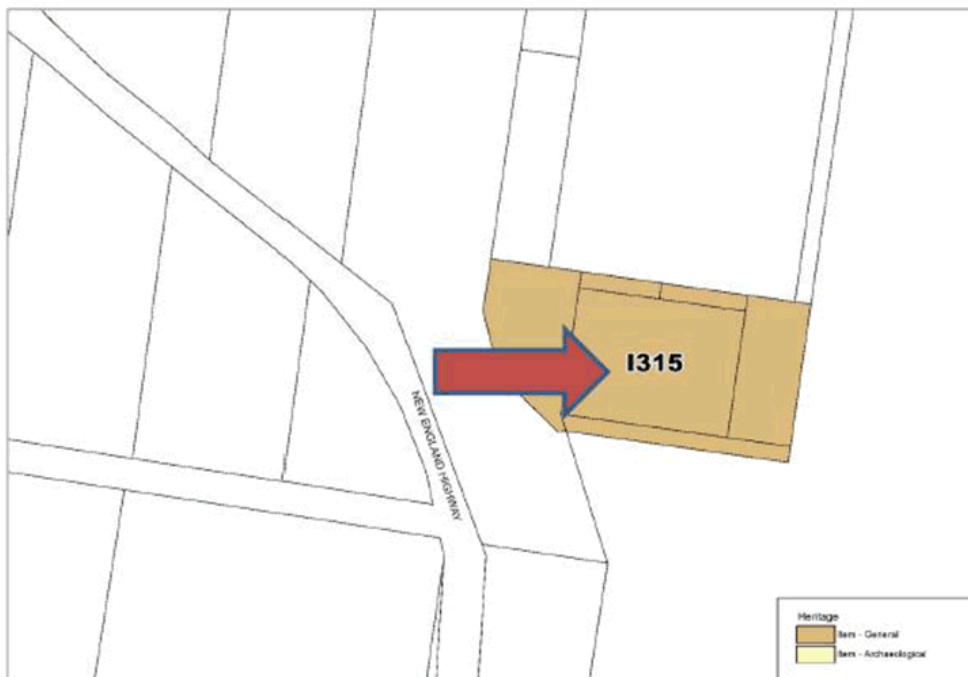 I315
NEW ENGLAND HIGHWAY
Heritage
Item - General
Item - Archaeological